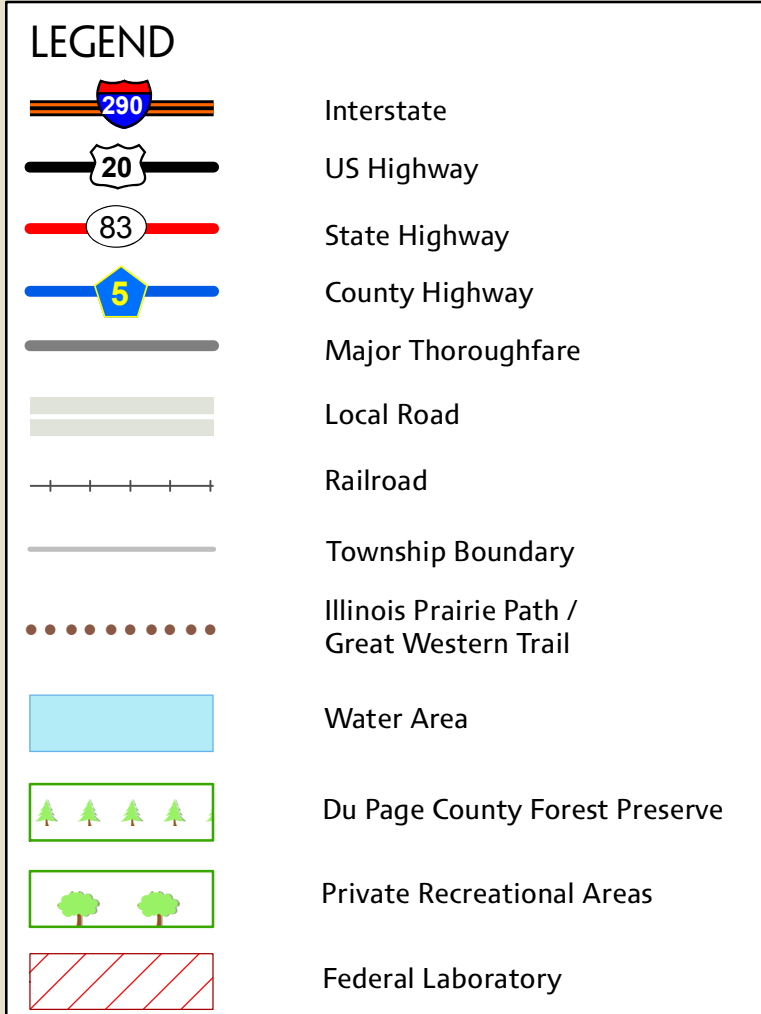 LEGEND
290
Interstate
20
US Highway
83
State Highway
5
County Highway
Major Thoroughfare
Local Road
Railroad
Township Boundary
Illinois Prairie Path /
Great Western Trail
Water Area
Du Page County Forest Preserve
Private Recreational Areas
Federal Laboratory